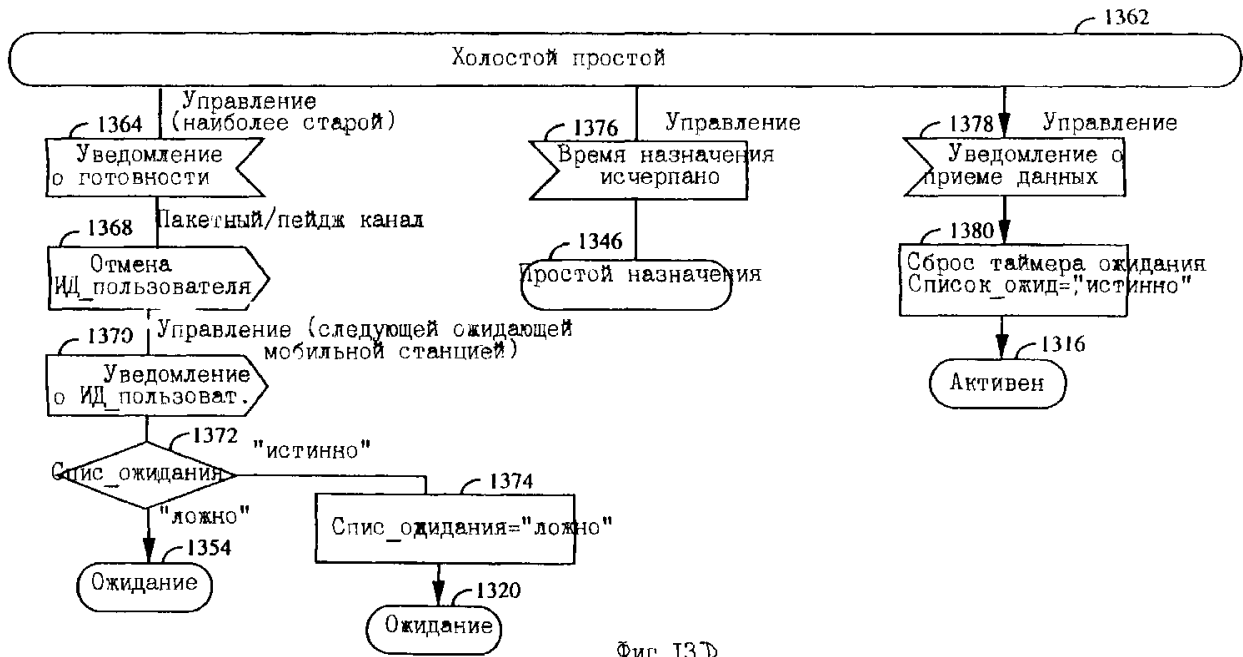 1362
Холостой простой
Управление
(наиболее старой)
1364
Уведомление
о готовности
1376
Управление
Время назначения
исчерпано
1378
Управление
Уведомление о
приеме данных
Пакетный/пейдж канал
1368
Отмена
ИД_пользователя
1346
Простой назначения
1380
Сброс таймера ожидания
Список_ожид="истинно"
Управление (следующей ожидающей
мобильной станцией)
1370
Уведомление
о ИД_пользоват.
1316
Активен
1372
"истинно"
Спис_ожидания
"ложно"
1374
Спис_ожидания="ложно"
1354
Ожидание
1320
Ожидание
Фиг.13D